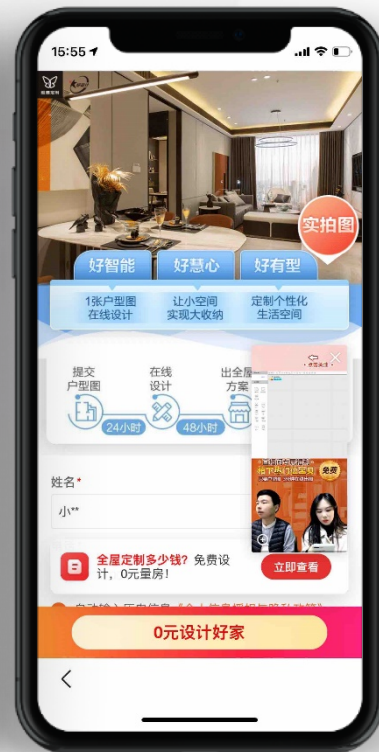 15:55
实拍图
好智能
好慧心
好有型
1张户型图
在线设计
让小空间
实现大收纳
定制个性化
生活空间
提交
户型图
在线
设计
出全屋
方案
24小时
48小时
免费
姓名*
小**
全屋定制多少钱？免费设
计，0元量房！
立即查看
0元设计好家